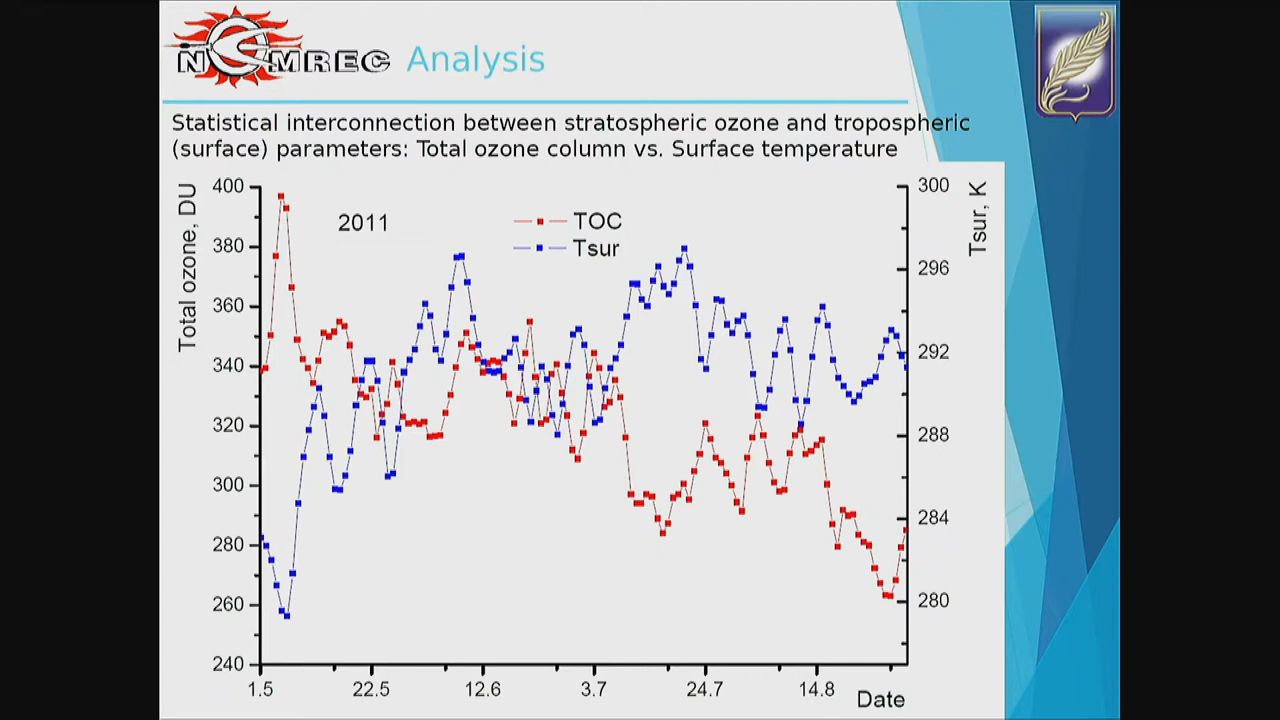 NOMREC
Analysis
Statistical interconnection between stratospheric ozone and tropospheric
(surface) parameters: Total ozone column vs. Surface temperature
Total ozone, DU
400
380
360
340
320
300
280
260
240
2011
TOC
Tsur
Tsur, K
300
296
292
288
284
280
1.5
22.5
12.6
3.7
24.7
14.8
Date